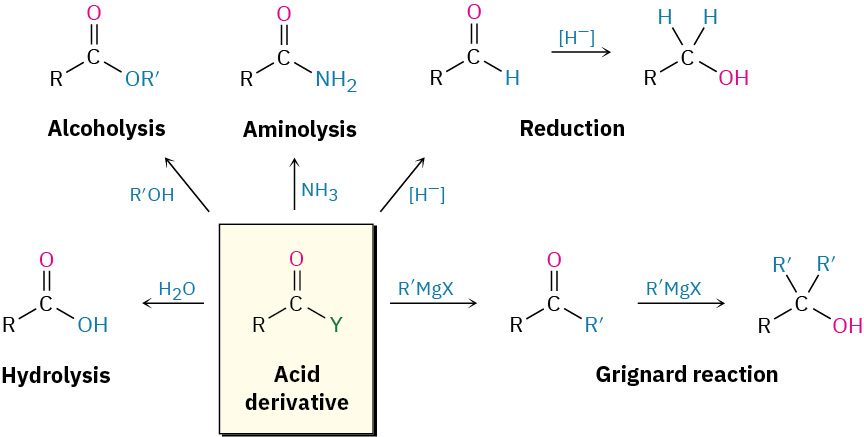 O O O H H
C C C [H⁻] C
R OR′ R NH₂ R H R OH
Alcoholysis Aminolysis Reduction
R′OH NH₃ [H⁻]
O O O R′ R′
C H₂O C R′MgX C R′MgX C
R OH R Y R R′ R OH
Hydrolysis Acid Grignard reaction
derivative